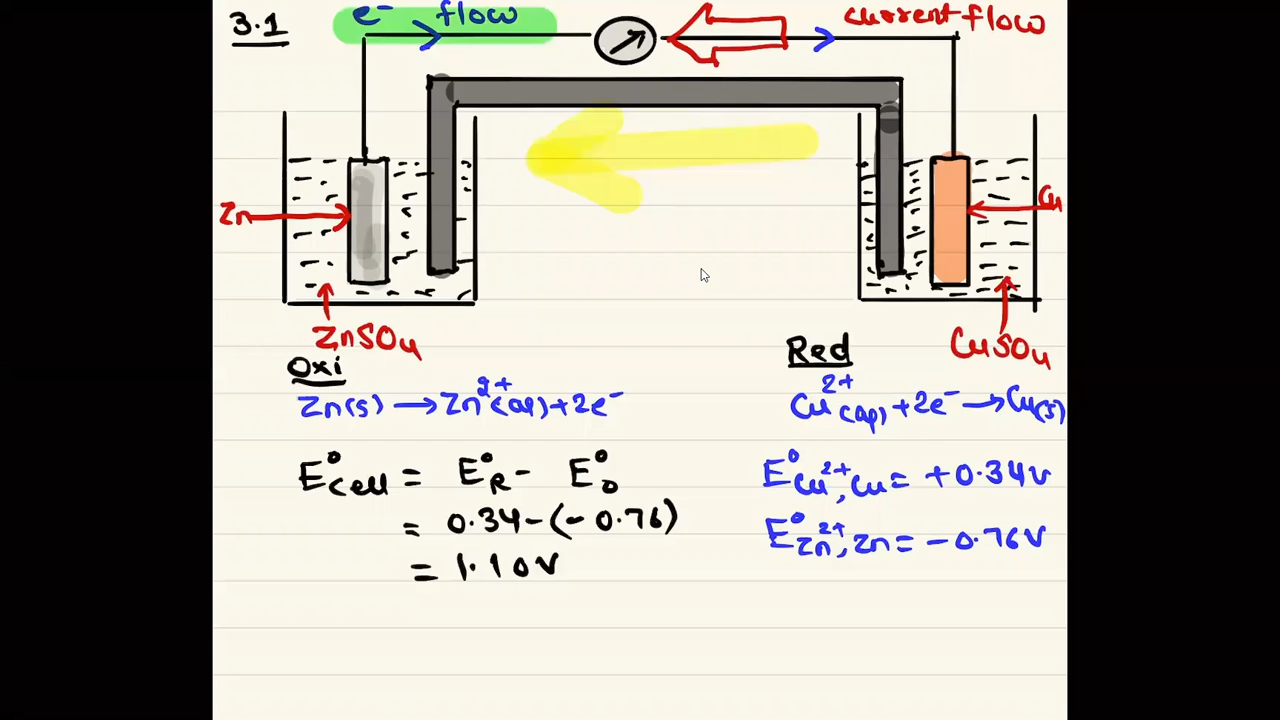 3.1
e⁻ flow
current flow
Zn
Cu
ZnSO₄
CuSO₄
Oxi
Red
Zn(s) → Zn²⁺(aq) + 2e⁻
Cu²⁺(ap) + 2e⁻ → Cu(s)
E°cell = E°R - E°o
= 0.34 - (- 0.76)
= 1.10V
E°Cu²⁺, Cu = +0.34V
E°Zn²⁺, Zn = -0.76V